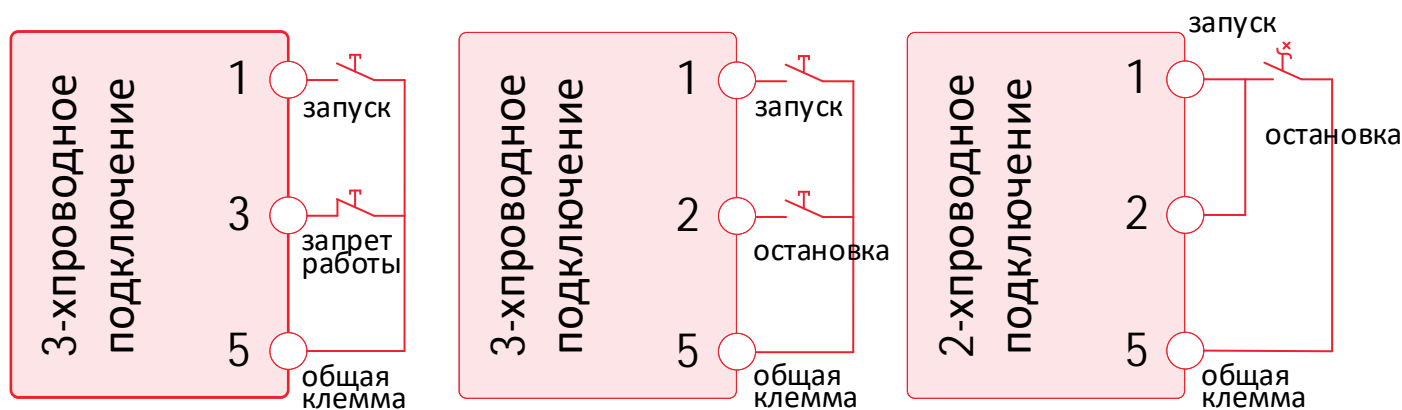 3-хпроводное
подключение
1
запуск
3
запрет
работы
5
общая
клемма
3-хпроводное
подключение
1
запуск
2
остановка
5
общая
клемма
2-хпроводное
подключение
запуск
1
остановка
2
5
общая
клемма